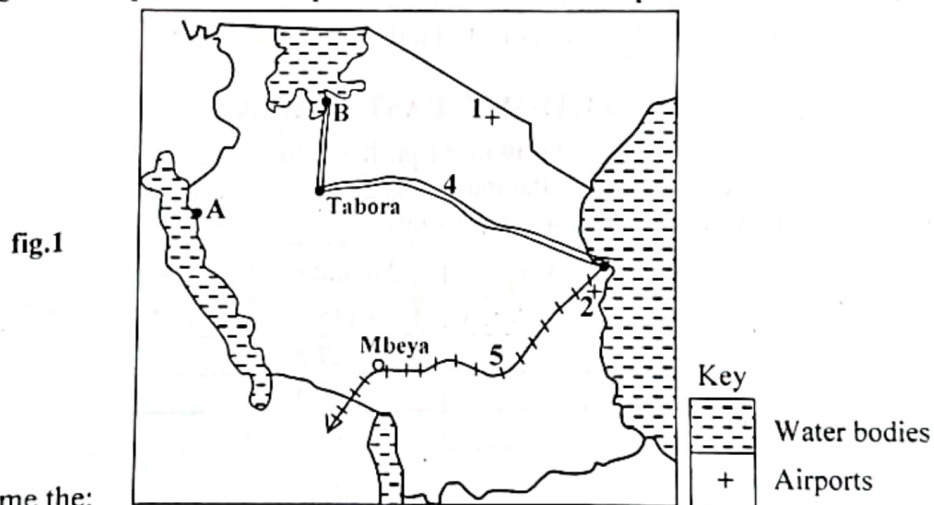 1+
B
4
Tabora
A
fig.1
2
+
Mbeya
5
Key
Water bodies
+ Airports
me the: